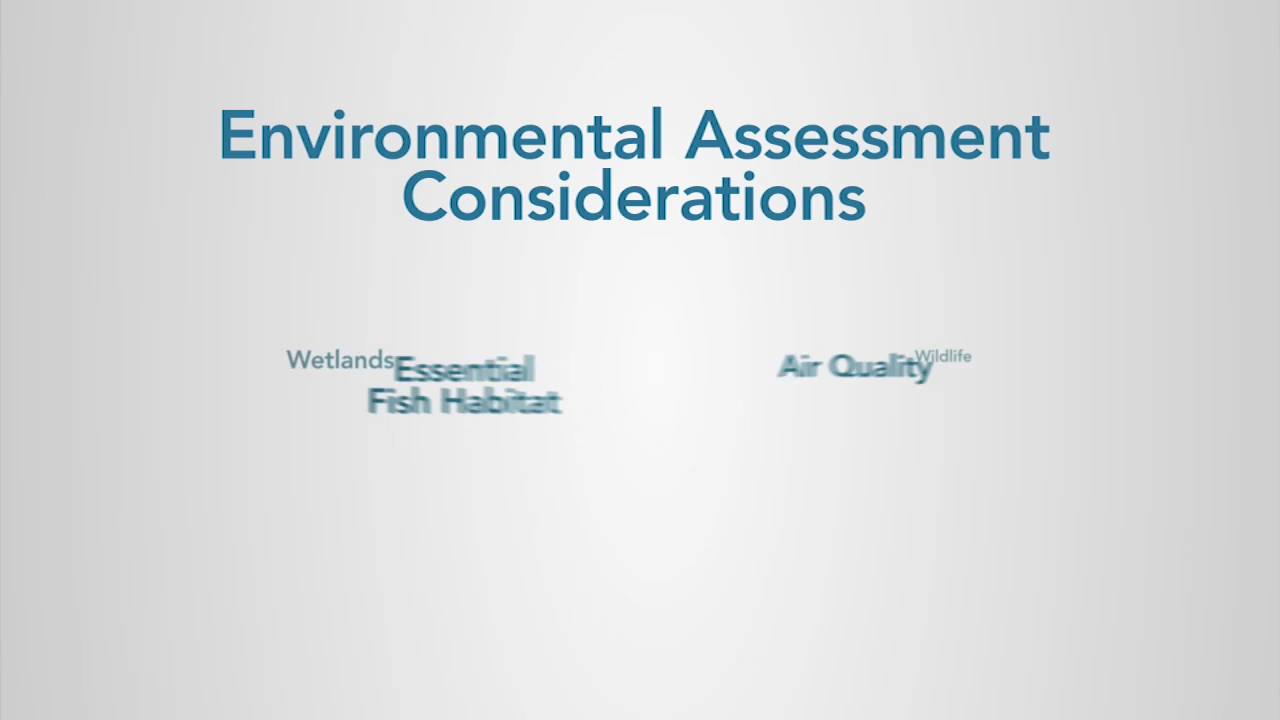 Environmental Assessment
Considerations
Wetlands
Essential
Fish Habitat
Air Quality
Wildlife